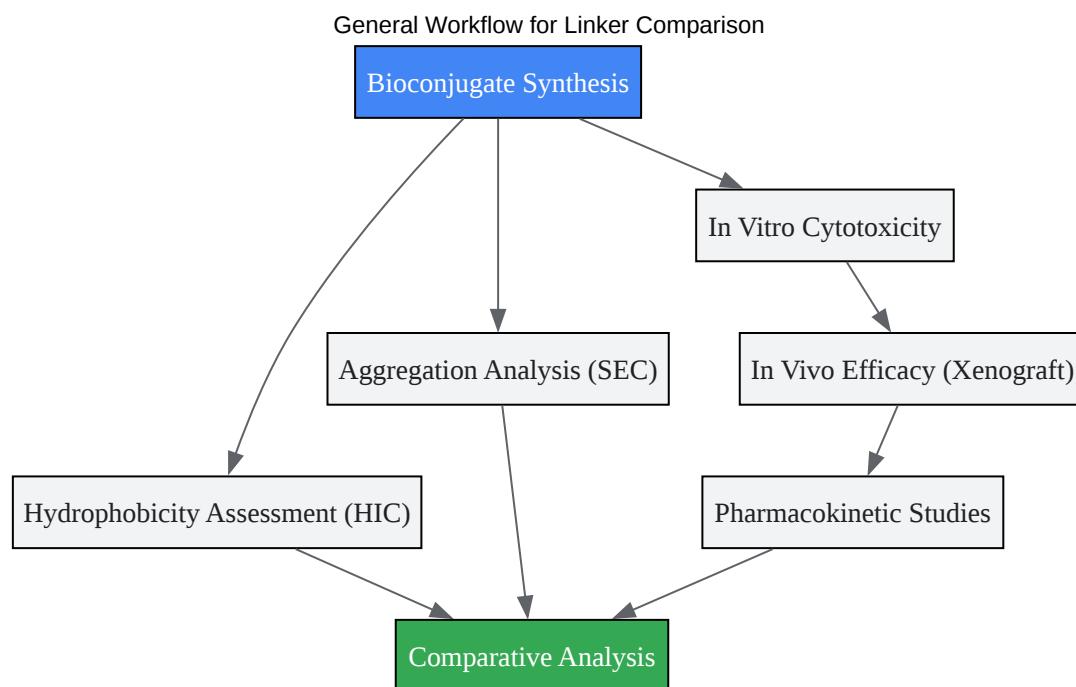 General Workflow for Linker Comparison
Bioconjugate Synthesis
In Vitro Cytotoxicity
Aggregation Analysis (SEC)
In Vivo Efficacy (Xenograft)
Hydrophobicity Assessment (HIC)
Pharmacokinetic Studies
Comparative Analysis